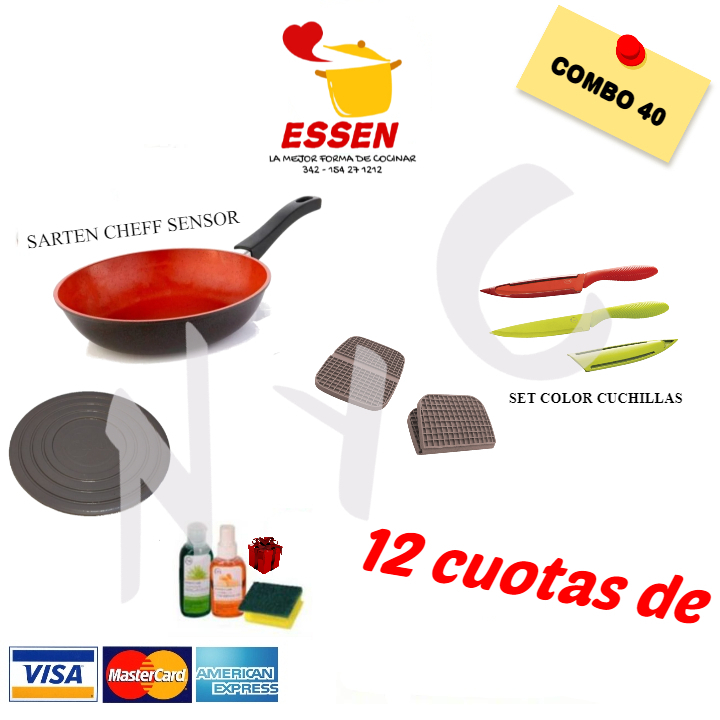 ESSEN
LA MEJOR FORMA DE COCINAR
342 - 154 27 1212
COMBO 40
SARTEN CHEFF SENSOR
SET COLOR CUCHILLAS
N Y C
12 cuotas de
VISA
MasterCard
AMERICAN
EXPRESS